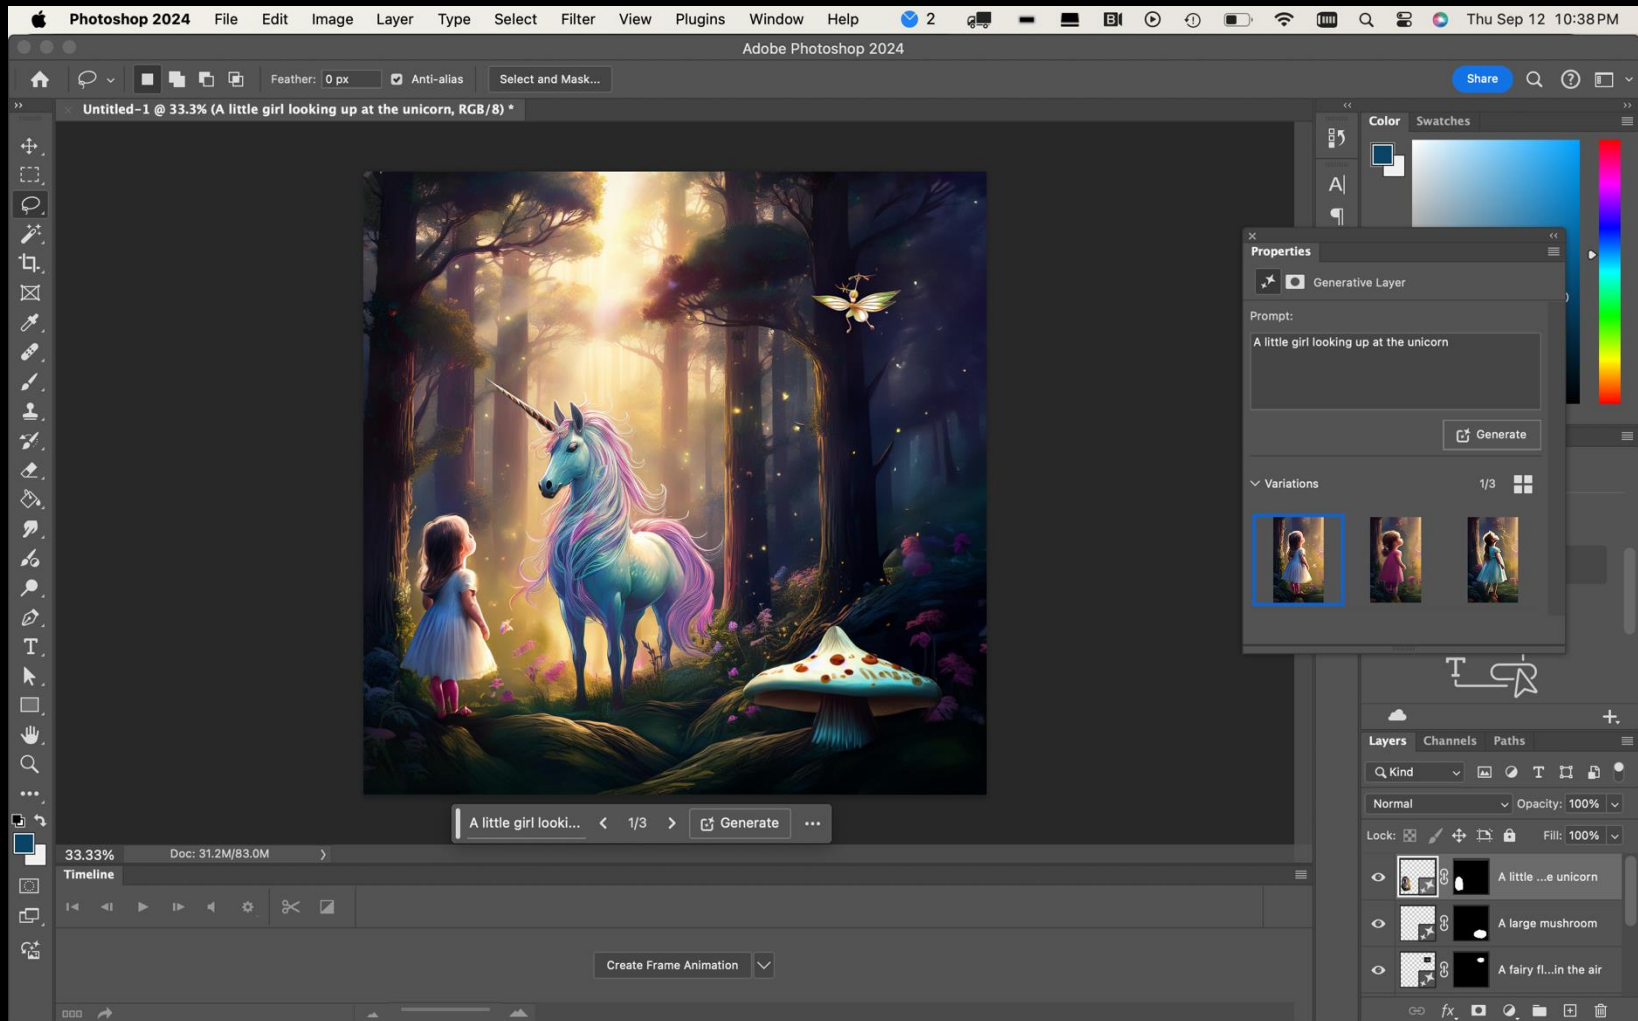 Photoshop 2024 File Edit Image Layer Type Select Filter View Plugins Window Help 2 Thu Sep 12 10:38 PM
Adobe Photoshop 2024
Feather: 0 px Anti-alias Select and Mask... Share
Untitled-1 @ 33.3% (A little girl looking up at the unicorn, RGB/8) *
Color Swatches
Properties
Generative Layer
Prompt:
A little girl looking up at the unicorn
Generate
Variations 1/3
A little girl looki... 1/3 Generate
33.33% Doc: 31.2M/83.0M
Timeline
Create Frame Animation
Layers Channels Paths
Kind
Normal Opacity: 100%
Lock: Fill: 100%
A little ...e unicorn
A large mushroom
A fairy fl...in the air
fx